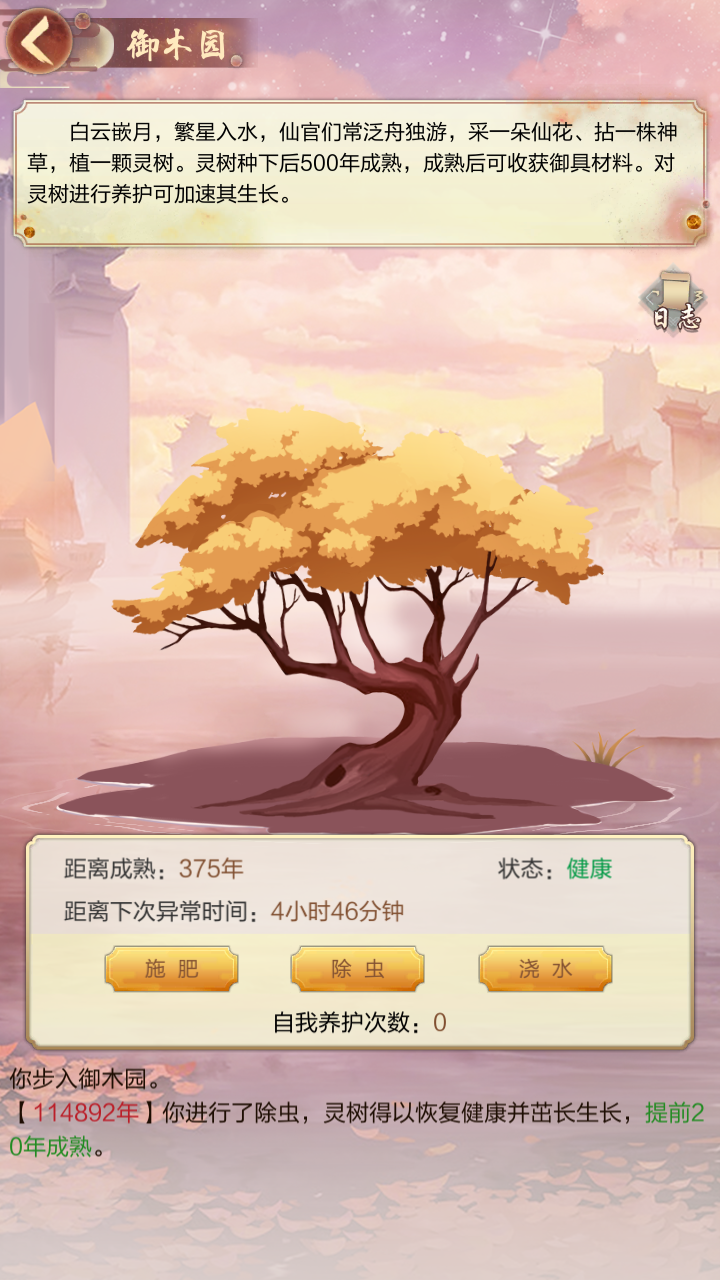 御木园
白云嵌月，繁星入水，仙官们常泛舟独游，采一朵仙花、拈一株神
草，植一颗灵树。灵树种下后500年成熟，成熟后可收获御具材料。对
灵树进行养护可加速其生长。
日志
距离成熟：375年 状态：健康
距离下次异常时间：4小时46分钟
施肥 除虫 浇水
自我养护次数：0
你步入御木园。
【114892年】你进行了除虫，灵树得以恢复健康并茁长生长，提前2
0年成熟。